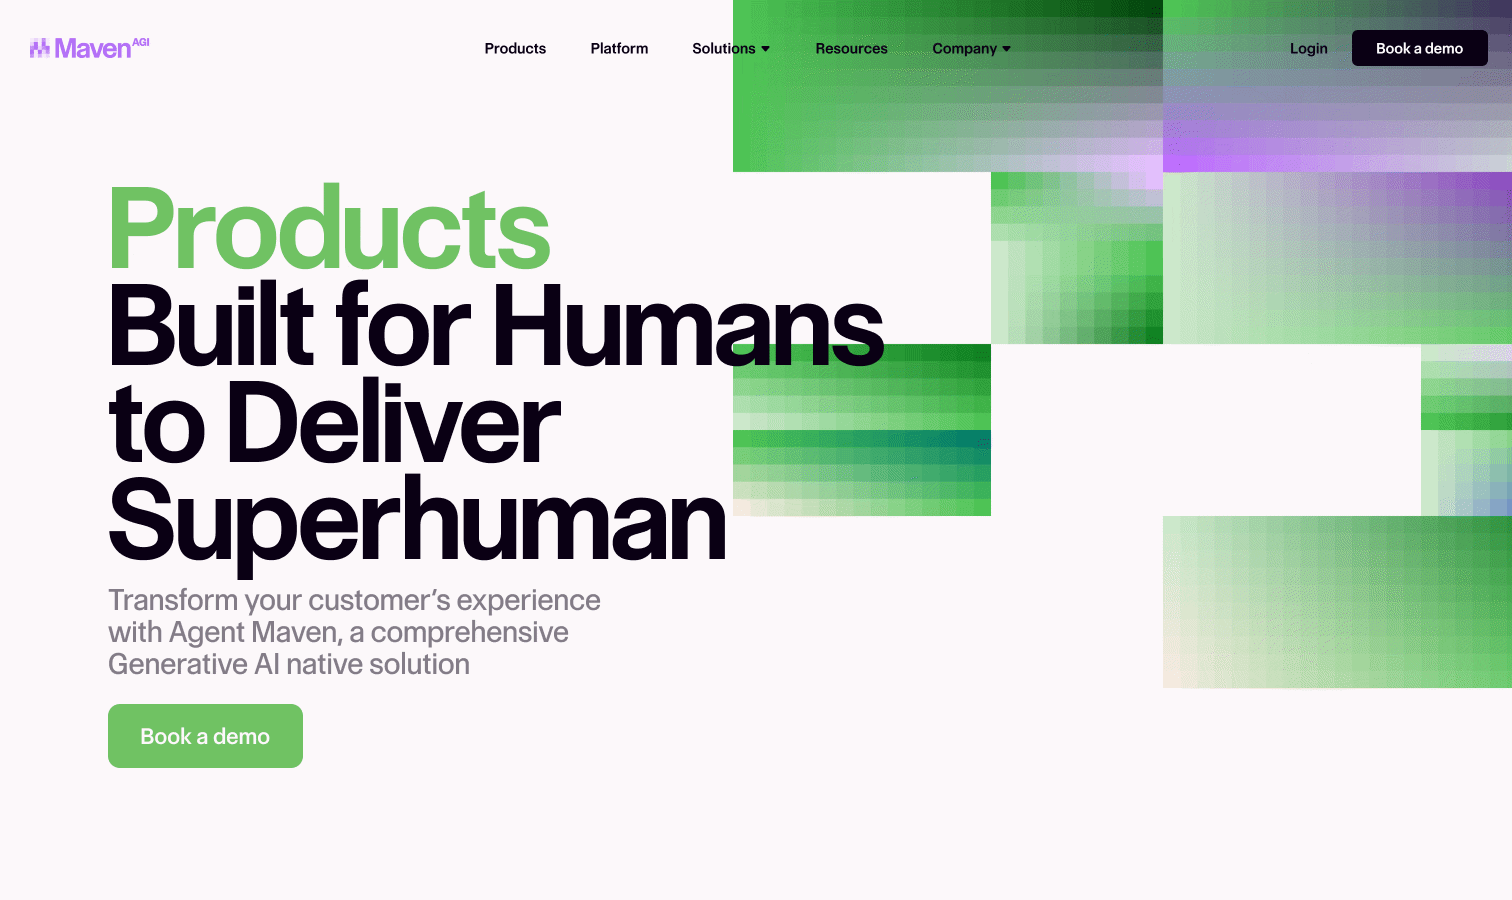 Maven AGI
Products
Platform
Solutions
Resources
Company
Login
Book a demo
Products
Built for Humans
to Deliver
Superhuman
Transform your customer’s experience
with Agent Maven, a comprehensive
Generative AI native solution
Book a demo